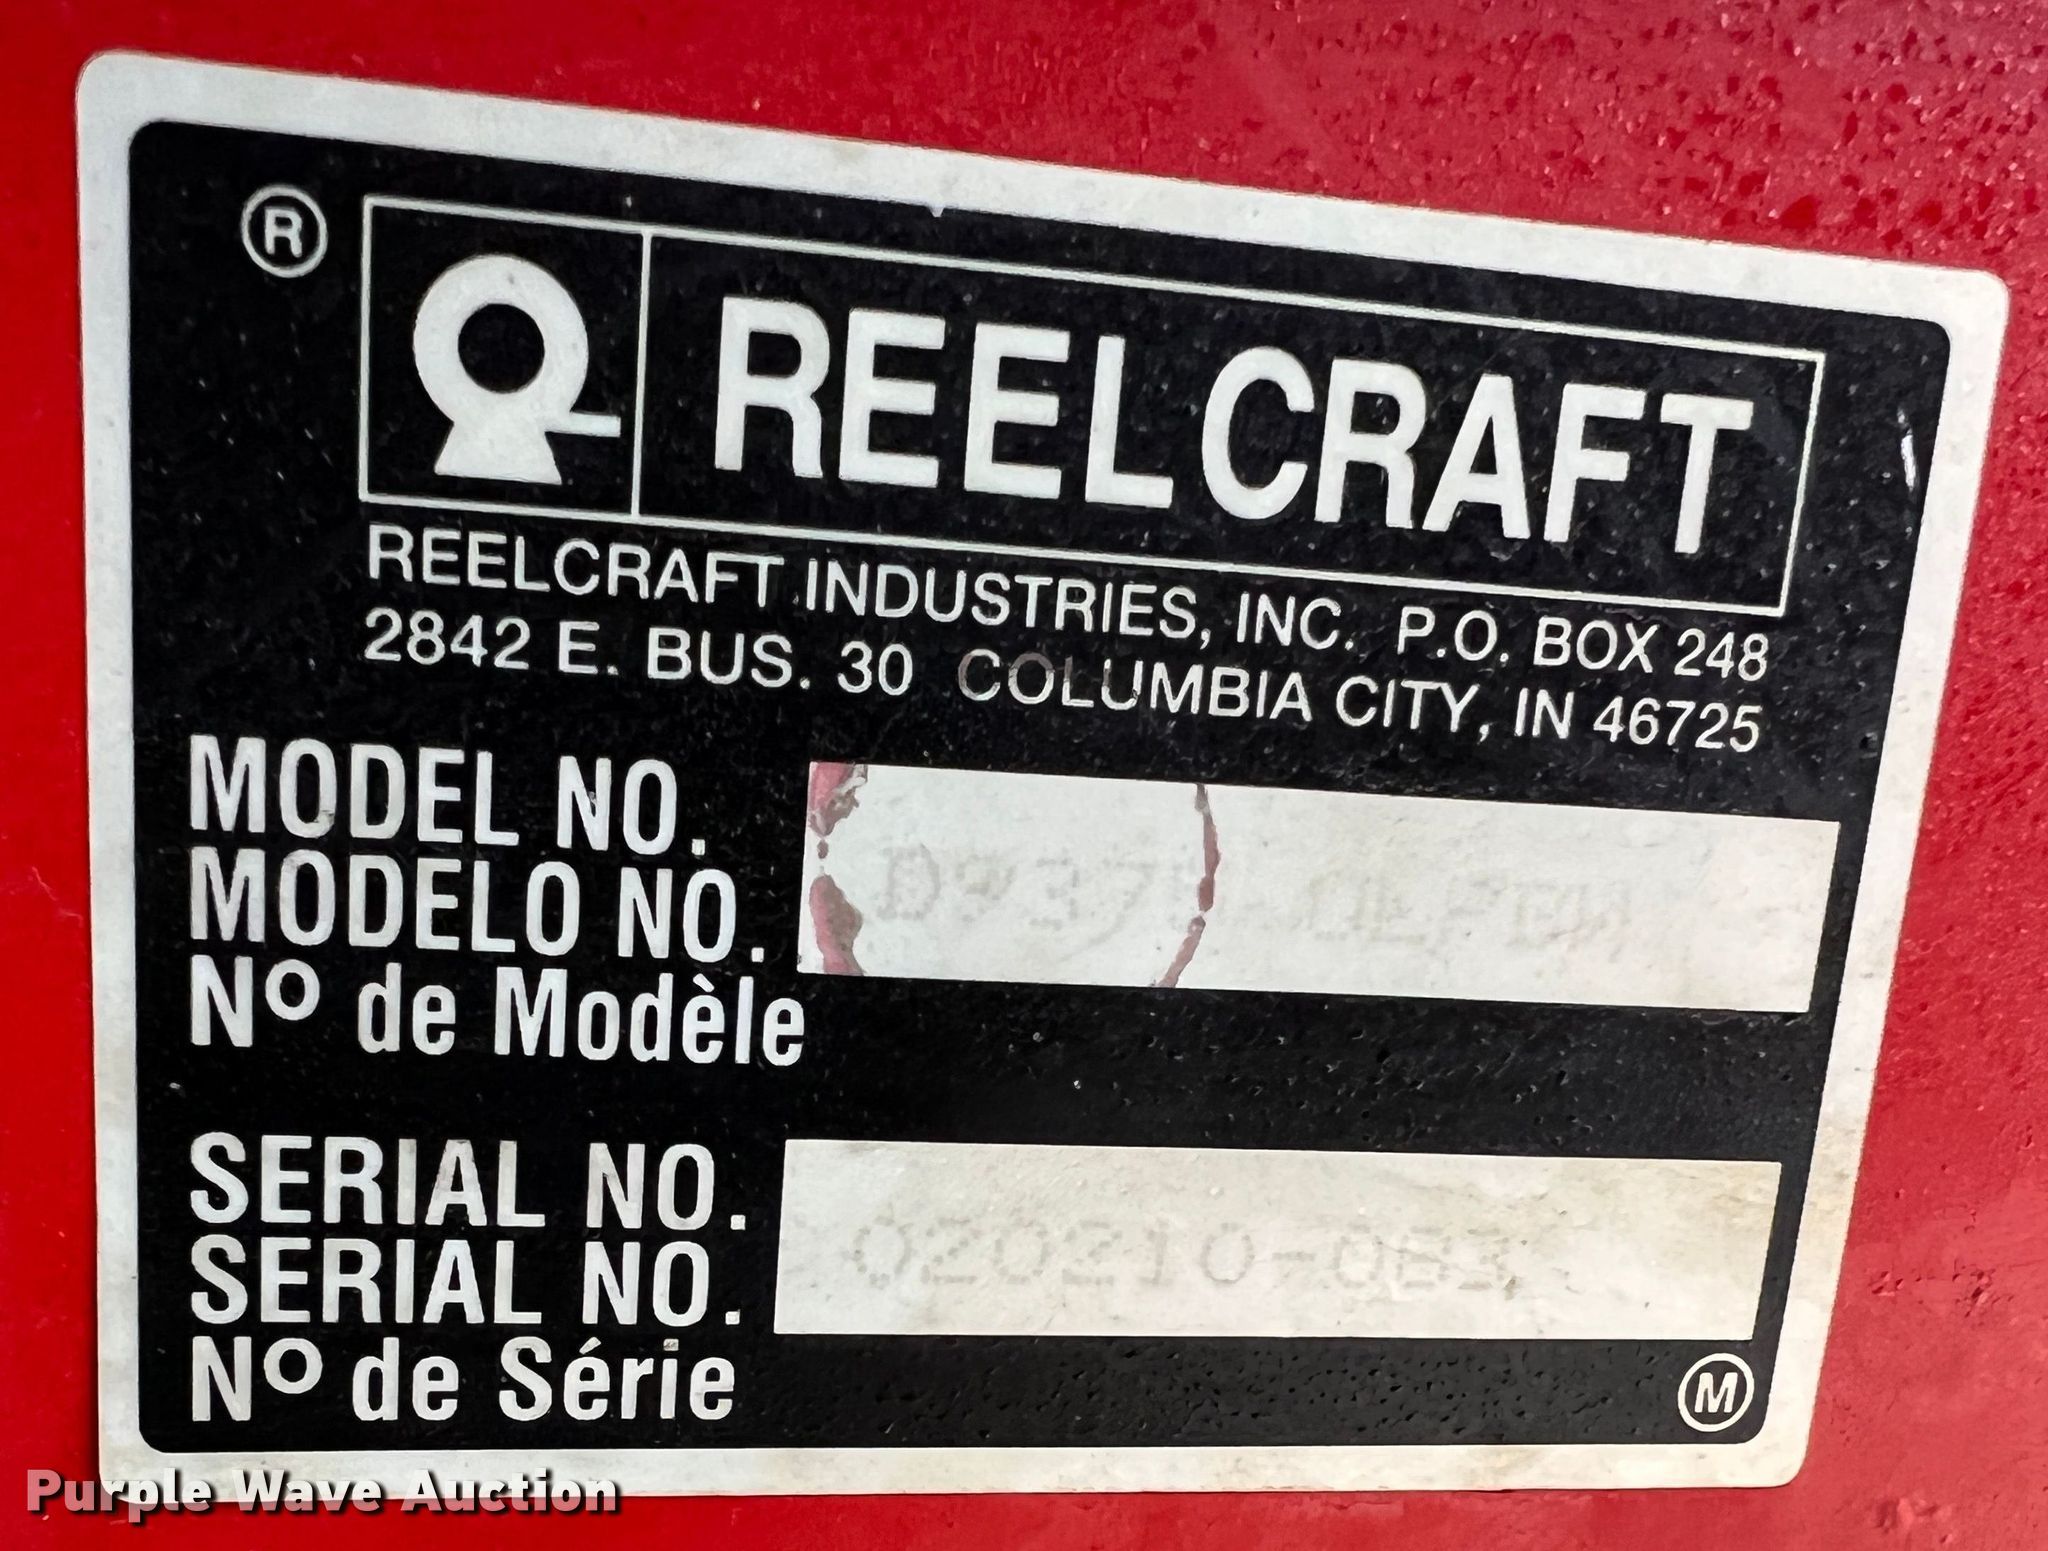 ®
REELCRAFT
REELCRAFT INDUSTRIES, INC. P.O. BOX 248
2842 E. BUS. 30 COLUMBIA CITY, IN 46725
MODEL NO.
MODELO NO.
Nº de Modèle
SERIAL NO.
SERIAL NO.
Nº de Série
Ⓜ
Purple Wave Auction